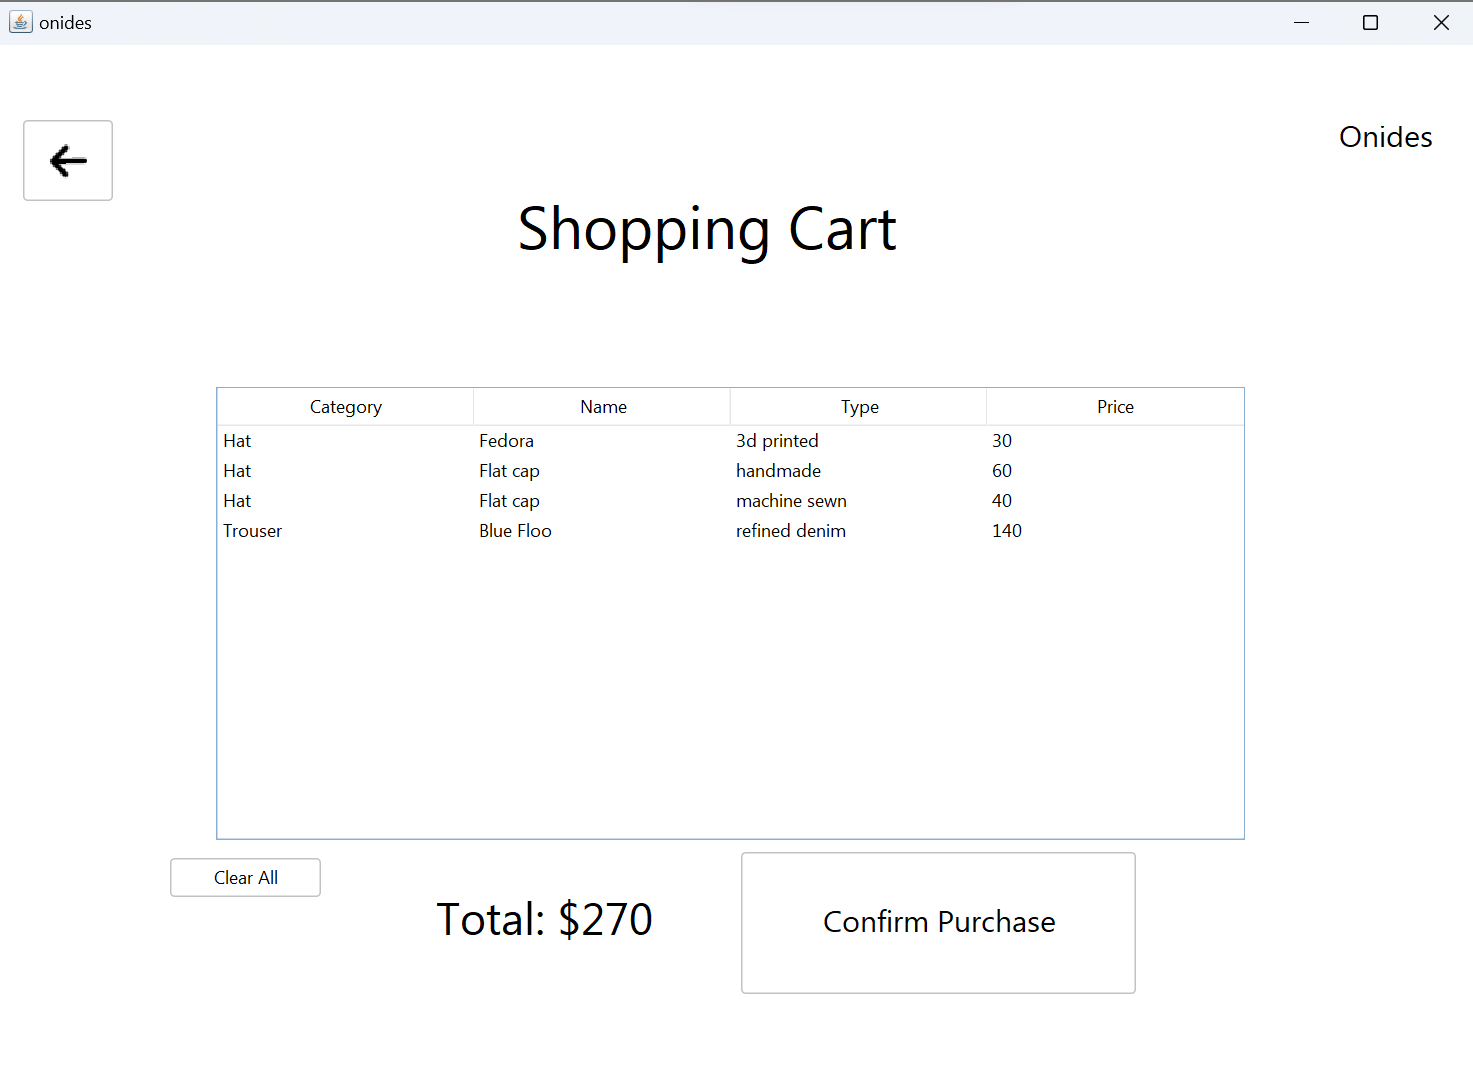 onides
Onides
Shopping Cart
Category Name Type Price
Hat Fedora 3d printed 30
Hat Flat cap handmade 60
Hat Flat cap machine sewn 40
Trouser Blue Floo refined denim 140
Clear All
Total: $270
Confirm Purchase